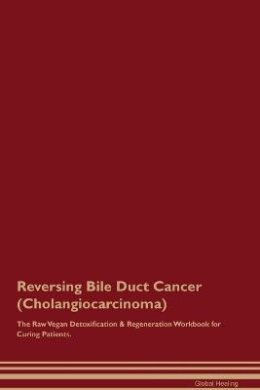 Reversing Bile Duct Cancer
(Cholangiocarcinoma)
The Raw Vegan Detoxification & Regeneration Workbook for
Curing Patients.
Global Healing